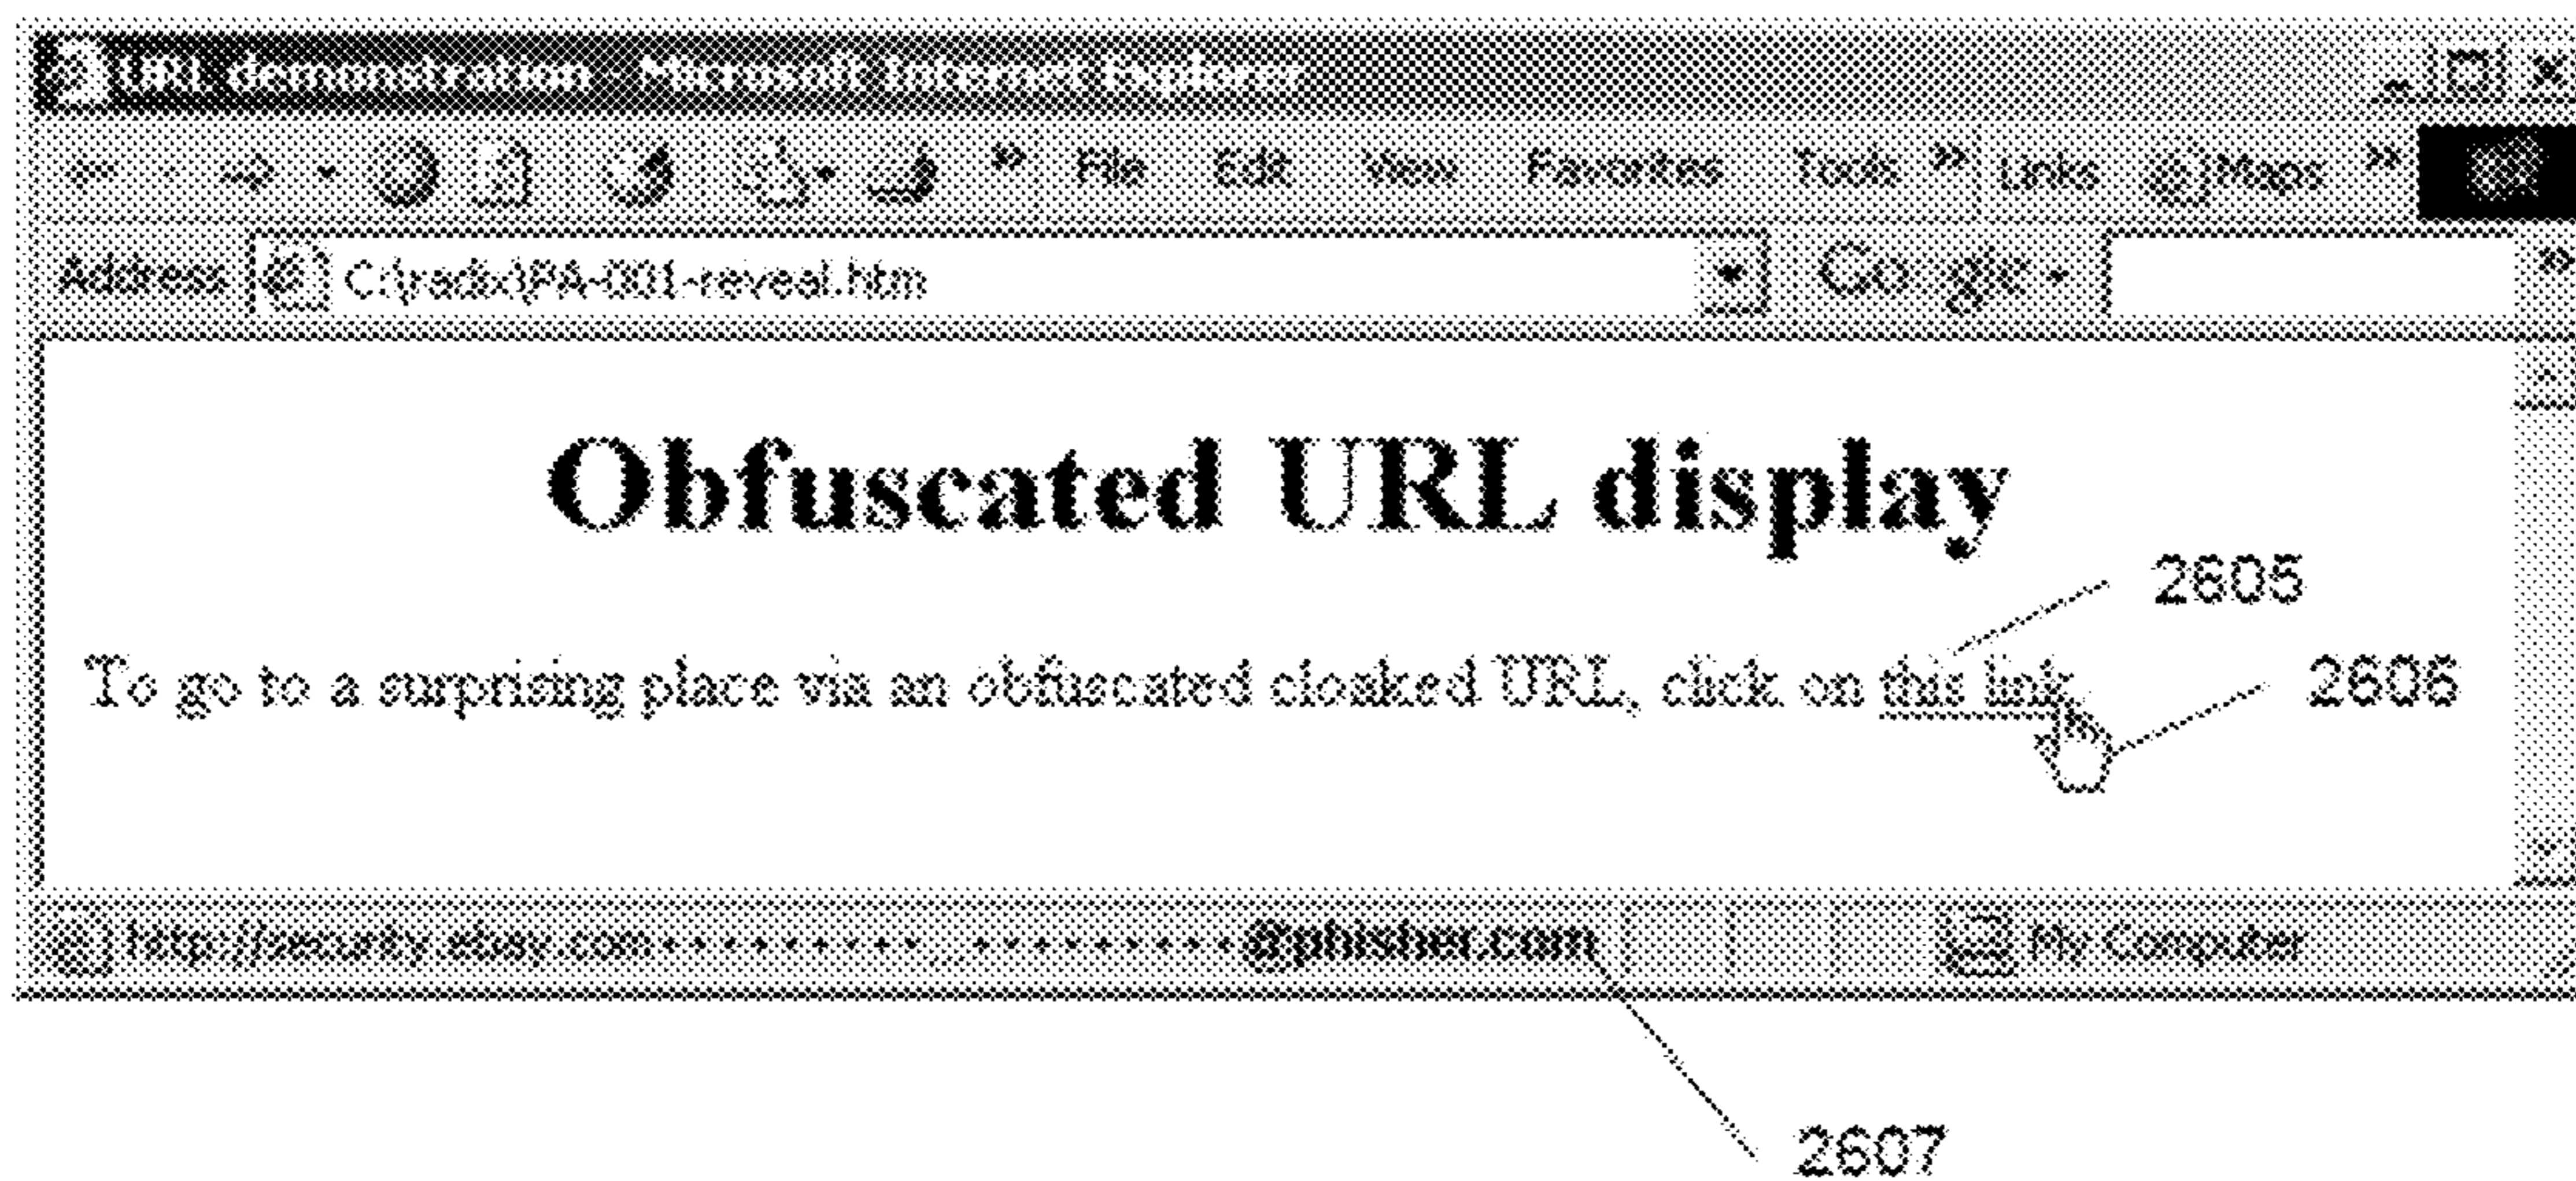 URL demonstration - Microsoft Internet Explorer
» File Edit View Favorites Tools » Links Maps »
Address C:\radix\PA-001-reveal.htm Google »
Obfuscated URL display
2605
To go to a surprising place via an obfuscated cloaked URL, click on this link.
2606
http://security.ebay.com·········...·········@phisher.com My Computer
2607